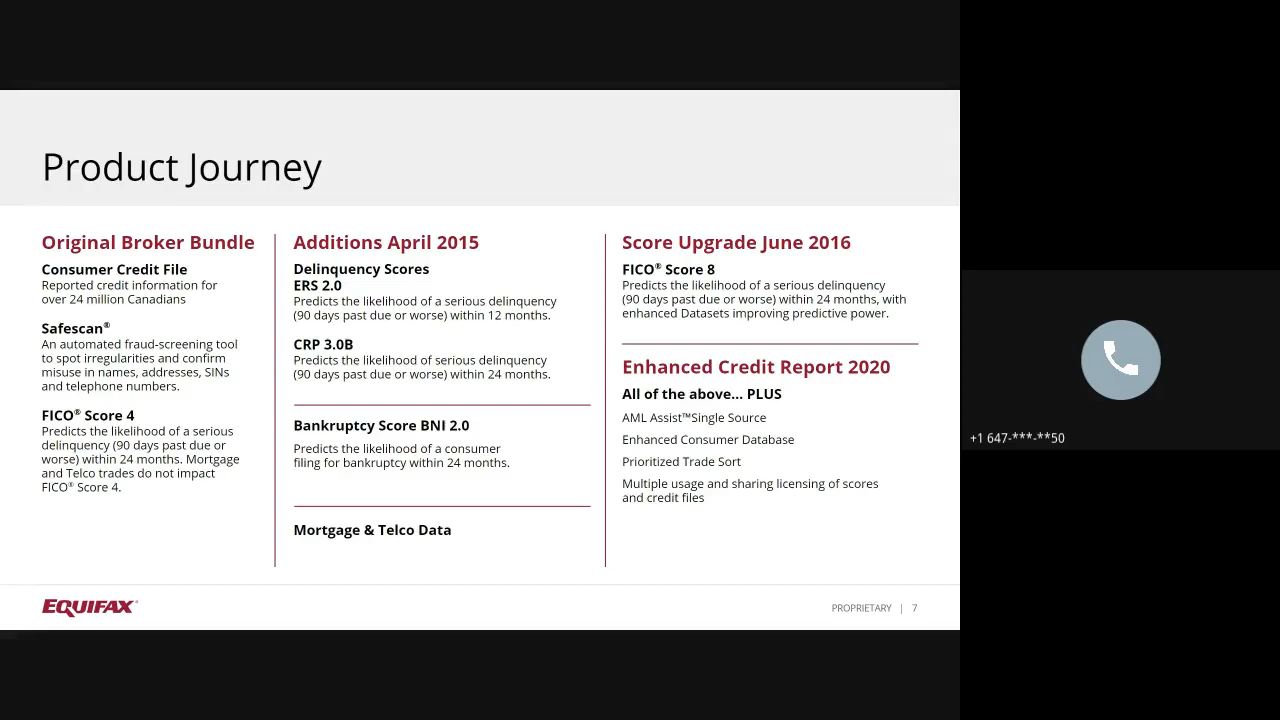 Product Journey
Original Broker Bundle
Consumer Credit File
Reported credit information for
over 24 million Canadians
Safescan®
An automated fraud-screening tool
to spot irregularities and confirm
misuse in names, addresses, SINs
and telephone numbers.
FICO® Score 4
Predicts the likelihood of a serious
delinquency (90 days past due or
worse) within 24 months. Mortgage
and Telco trades do not impact
FICO® Score 4.
Additions April 2015
Delinquency Scores
ERS 2.0
Predicts the likelihood of a serious delinquency
(90 days past due or worse) within 12 months.
CRP 3.0B
Predicts the likelihood of serious delinquency
(90 days past due or worse) within 24 months.
Bankruptcy Score BNI 2.0
Predicts the likelihood of a consumer
filing for bankruptcy within 24 months.
Mortgage & Telco Data
Score Upgrade June 2016
FICO® Score 8
Predicts the likelihood of a serious delinquency
(90 days past due or worse) within 24 months, with
enhanced Datasets improving predictive power.
Enhanced Credit Report 2020
All of the above... PLUS
AML Assist™Single Source
Enhanced Consumer Database
Prioritized Trade Sort
Multiple usage and sharing licensing of scores
and credit files
EQUIFAX®
PROPRIETARY | 7
+1 647-***-**50